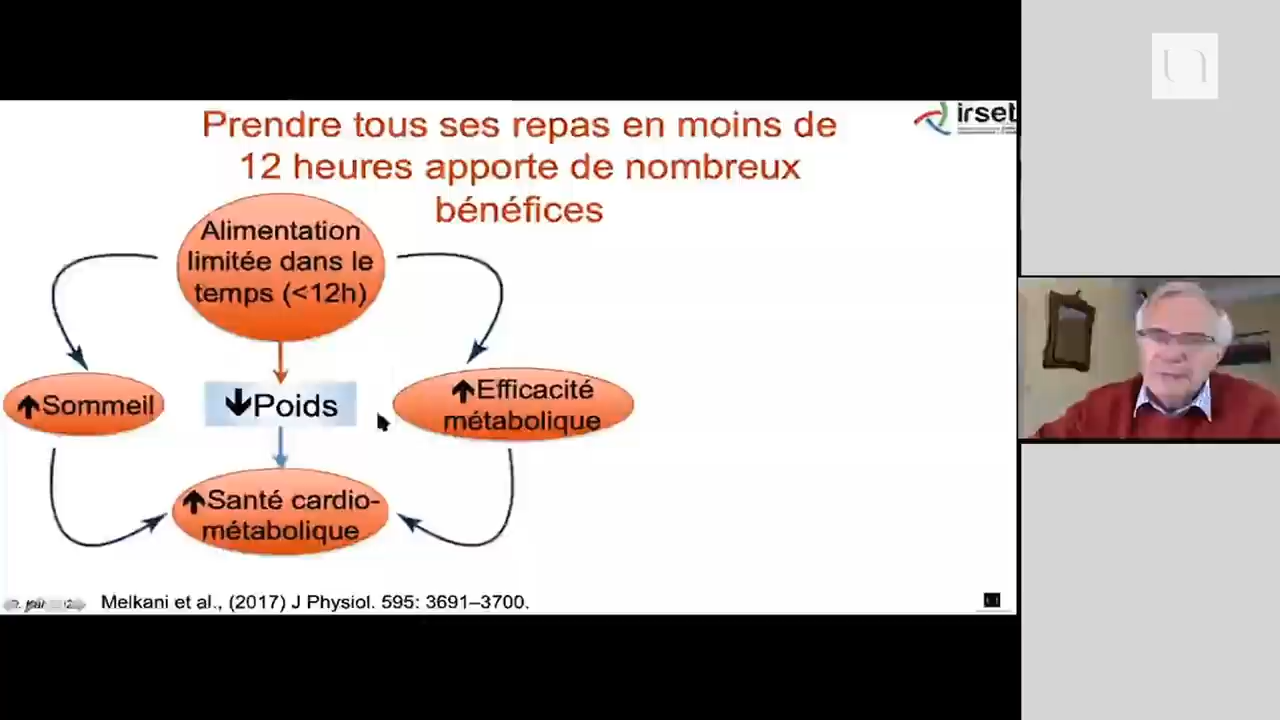 Prendre tous ses repas en moins de
12 heures apporte de nombreux
bénéfices
irset
Alimentation
limitée dans le
temps (<12h)
↑Sommeil
↓Poids
↑Efficacité
métabolique
↑Santé cardio-
métabolique
Melkani et al., (2017) J Physiol. 595: 3691–3700.